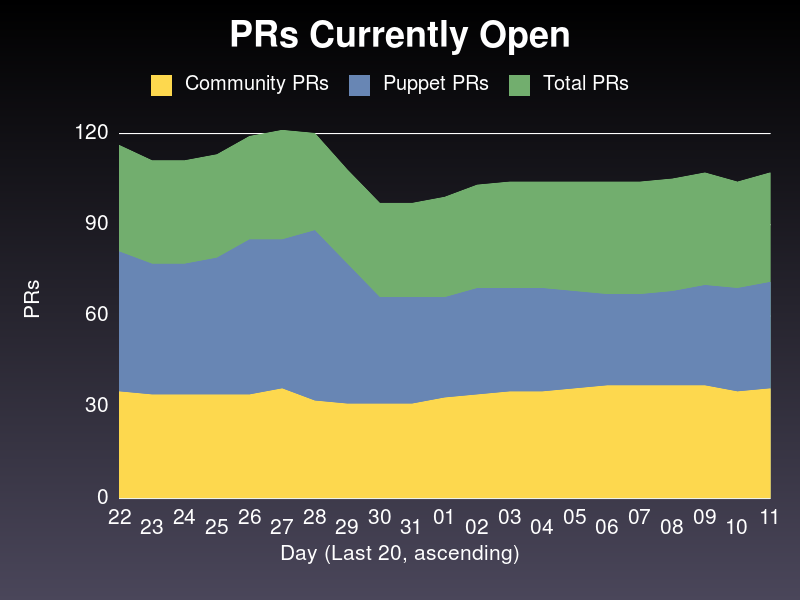 PRs Currently Open
Community PRs Puppet PRs Total PRs
120
90
60
30
0
PRs
22 23 24 25 26 27 28 29 30 31 01 02 03 04 05 06 07 08 09 10 11
Day (Last 20, ascending)